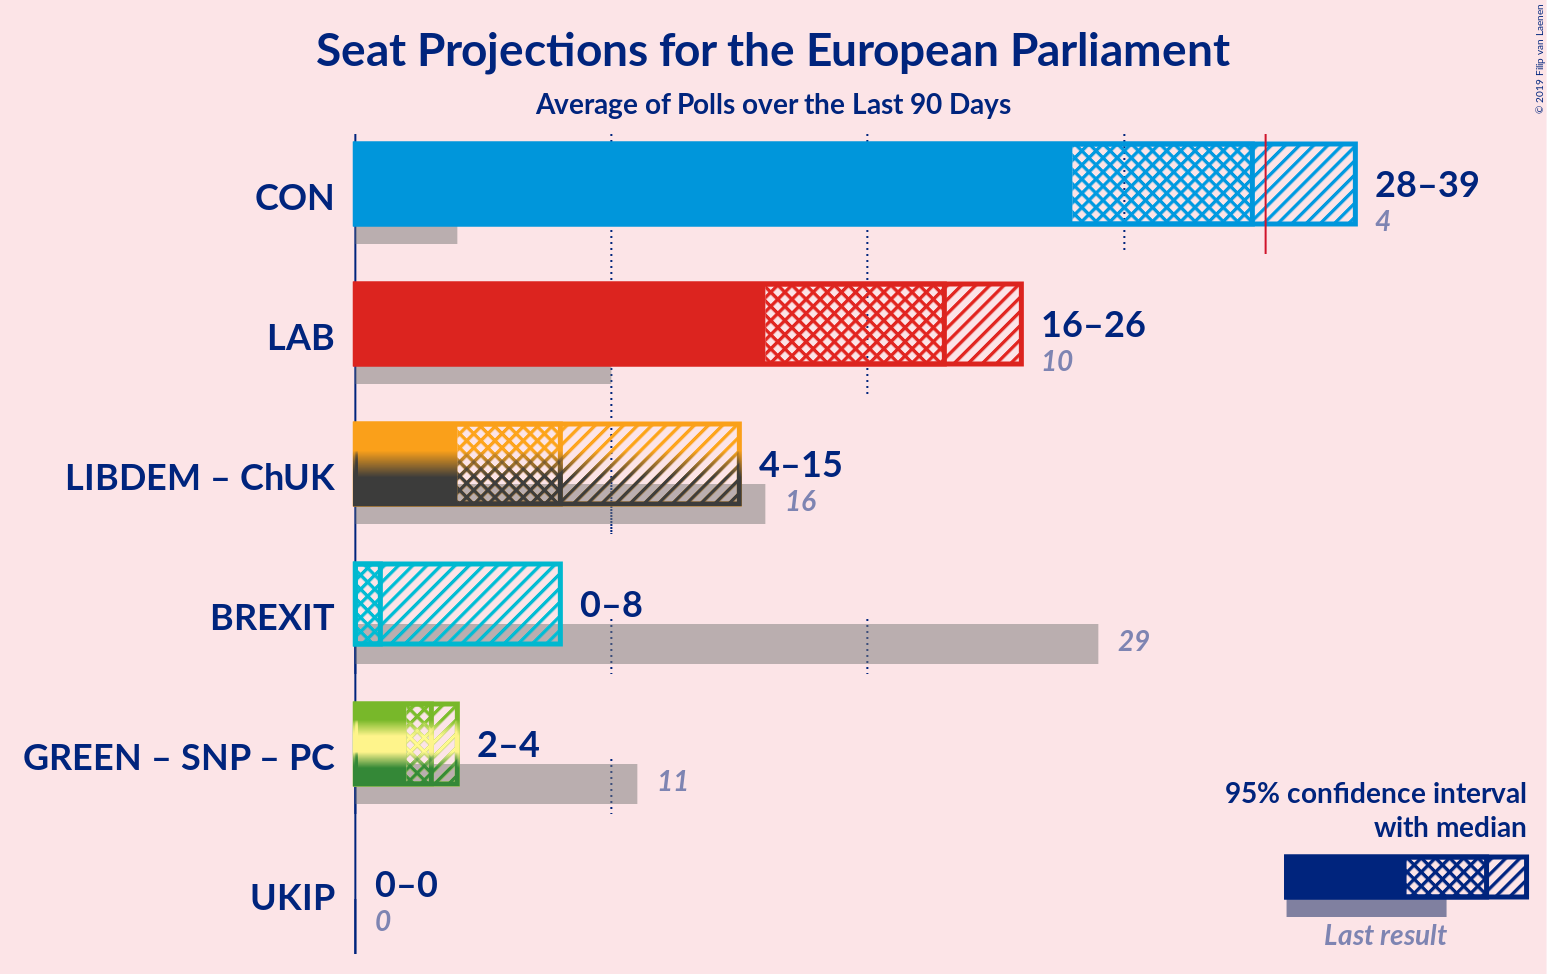 Seat Projections for the European Parliament
Average of Polls over the Last 90 Days
© 2019 Filip van Laenen
CON
28–39
4
LAB
16–26
10
LIBDEM – ChUK
4–15
16
BREXIT
0–8
29
GREEN – SNP – PC
2–4
11
UKIP
0–0
0
95% confidence interval
with median
Last result